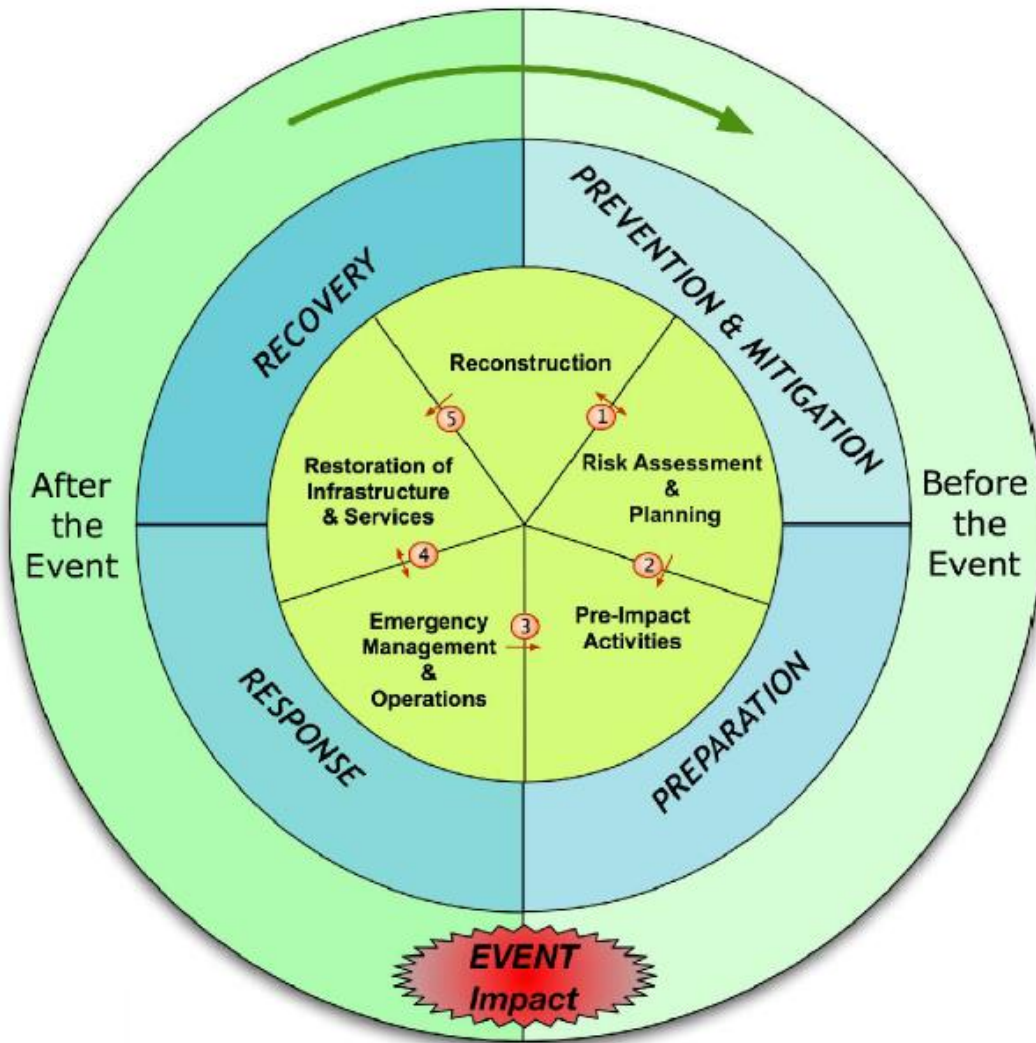 RECOVERY
PREVENTION & MITIGATION
Reconstruction
5
1
Restoration of
Infrastructure
& Services
Risk Assessment
&
Planning
After
the
Event
Before
the
Event
4
2
3
Emergency
Management
&
Operations
Pre-Impact
Activities
RESPONSE
PREPARATION
EVENT
Impact